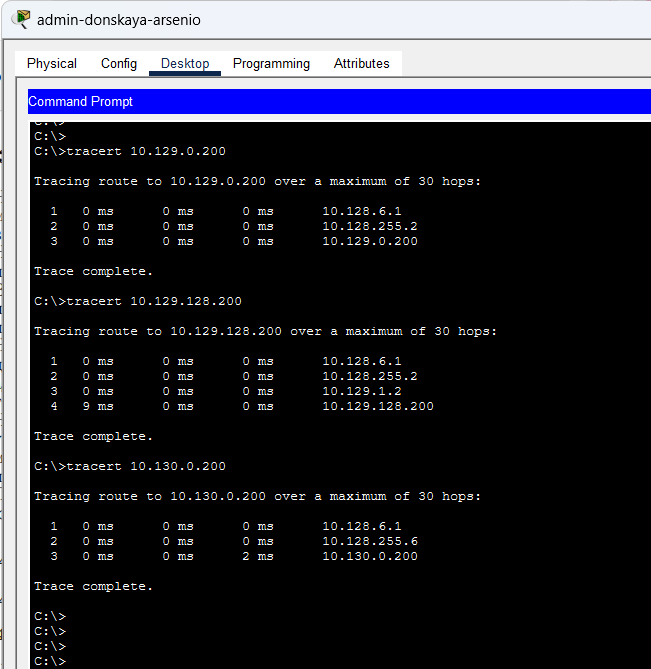 admin-donskaya-arsenio
Physical Config Desktop Programming Attributes
Command Prompt
C:\>
C:\>
C:\>tracert 10.129.0.200
Tracing route to 10.129.0.200 over a maximum of 30 hops:
1 0 ms 0 ms 0 ms 10.128.6.1
2 0 ms 0 ms 0 ms 10.128.255.2
3 0 ms 0 ms 0 ms 10.129.0.200
Trace complete.
C:\>tracert 10.129.128.200
Tracing route to 10.129.128.200 over a maximum of 30 hops:
1 0 ms 0 ms 0 ms 10.128.6.1
2 0 ms 0 ms 0 ms 10.128.255.2
3 0 ms 0 ms 0 ms 10.129.1.2
4 9 ms 0 ms 0 ms 10.129.128.200
Trace complete.
C:\>tracert 10.130.0.200
Tracing route to 10.130.0.200 over a maximum of 30 hops:
1 0 ms 0 ms 0 ms 10.128.6.1
2 0 ms 0 ms 0 ms 10.128.255.6
3 0 ms 0 ms 2 ms 10.130.0.200
Trace complete.
C:\>
C:\>
C:\>
C:\>